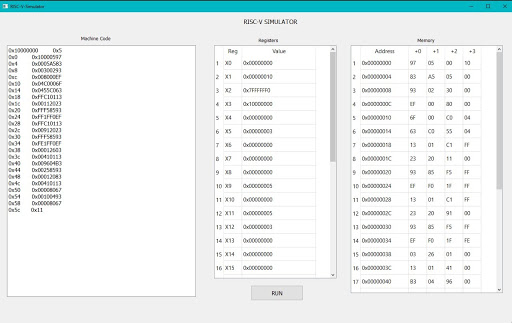 RISC-V Simulator
RISC-V SIMULATOR
Machine Code
0x10000000 0x5
0x0 0x10000597
0x4 0x0005A583
0x8 0x00300293
0xc 0x008000EF
0x10 0x04C0006F
0x14 0x0455C063
0x18 0xFFC10113
0x1c 0x00112023
0x20 0xFFF58593
0x24 0xFF1FF0EF
0x28 0xFFC10113
0x2c 0x00912023
0x30 0xFFF58593
0x34 0xFE1FF0EF
0x38 0x00012603
0x3c 0x00410113
0x40 0x009604B3
0x44 0x00258593
0x48 0x00012083
0x4c 0x00410113
0x50 0x00008067
0x54 0x00100493
0x58 0x00008067
0x5c 0x11
Registers
Reg Value
1 X0 0x00000000
2 X1 0x00000010
3 X2 0x7FFFFFF0
4 X3 0x10000000
5 X4 0x00000000
6 X5 0x00000003
7 X6 0x00000000
8 X7 0x00000000
9 X8 0x00000000
10 X9 0x00000005
11 X10 0x00000000
12 X11 0x00000005
13 X12 0x00000003
14 X13 0x00000000
15 X14 0x00000000
16 X15 0x00000000
RUN
Memory
Address +0 +1 +2 +3
1 0x00000000 97 05 00 10
2 0x00000004 83 A5 05 00
3 0x00000008 93 02 30 00
4 0x0000000C EF 00 80 00
5 0x00000010 6F 00 C0 04
6 0x00000014 63 C0 55 04
7 0x00000018 13 01 C1 FF
8 0x0000001C 23 20 11 00
9 0x00000020 93 85 F5 FF
10 0x00000024 EF F0 1F FF
11 0x00000028 13 01 C1 FF
12 0x0000002C 23 20 91 00
13 0x00000030 93 85 F5 FF
14 0x00000034 EF F0 1F FE
15 0x00000038 03 26 01 00
16 0x0000003C 13 01 41 00
17 0x00000040 B3 04 96 00